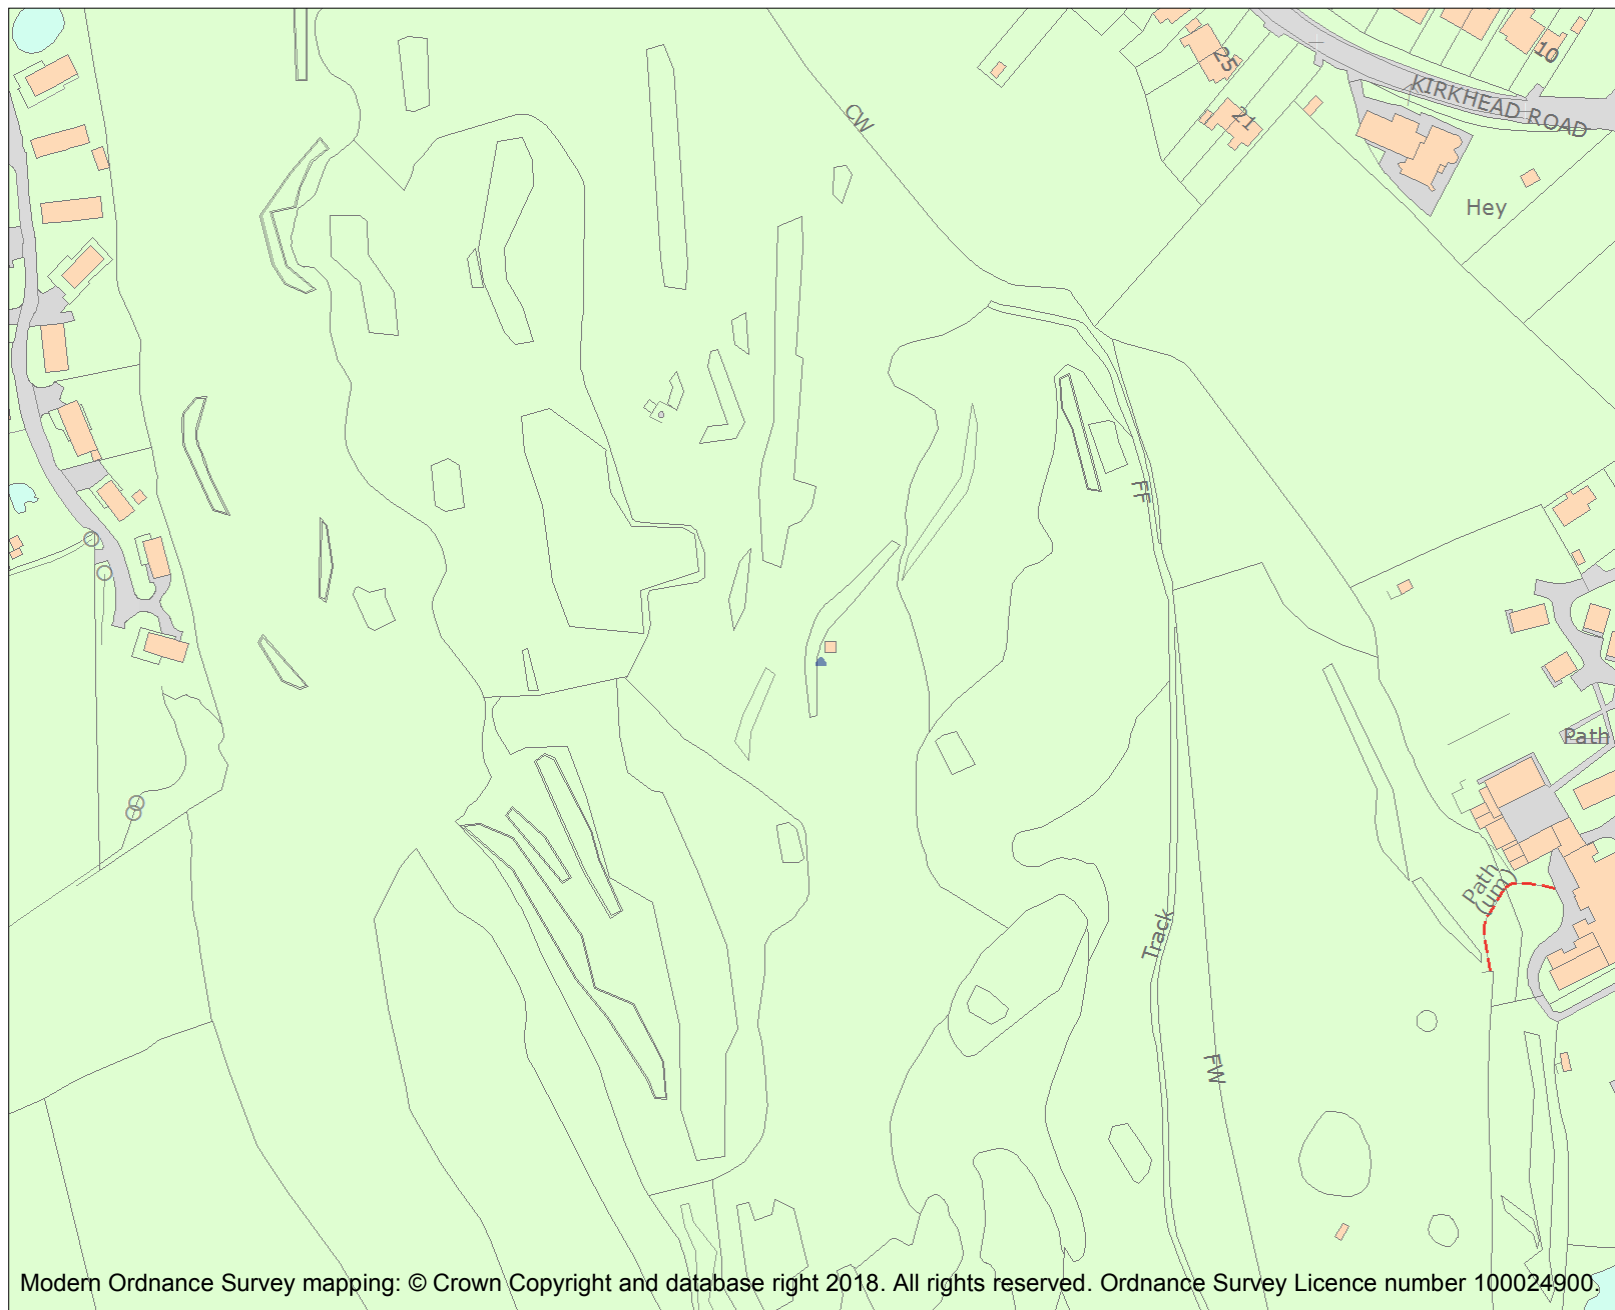 10
25
KIRKHEAD ROAD
CW
21
Hey
FF
Path
Path
(um)
Track
FW
Modern Ordnance Survey mapping: © Crown Copyright and database right 2018. All rights reserved. Ordnance Survey Licence number 100024900.